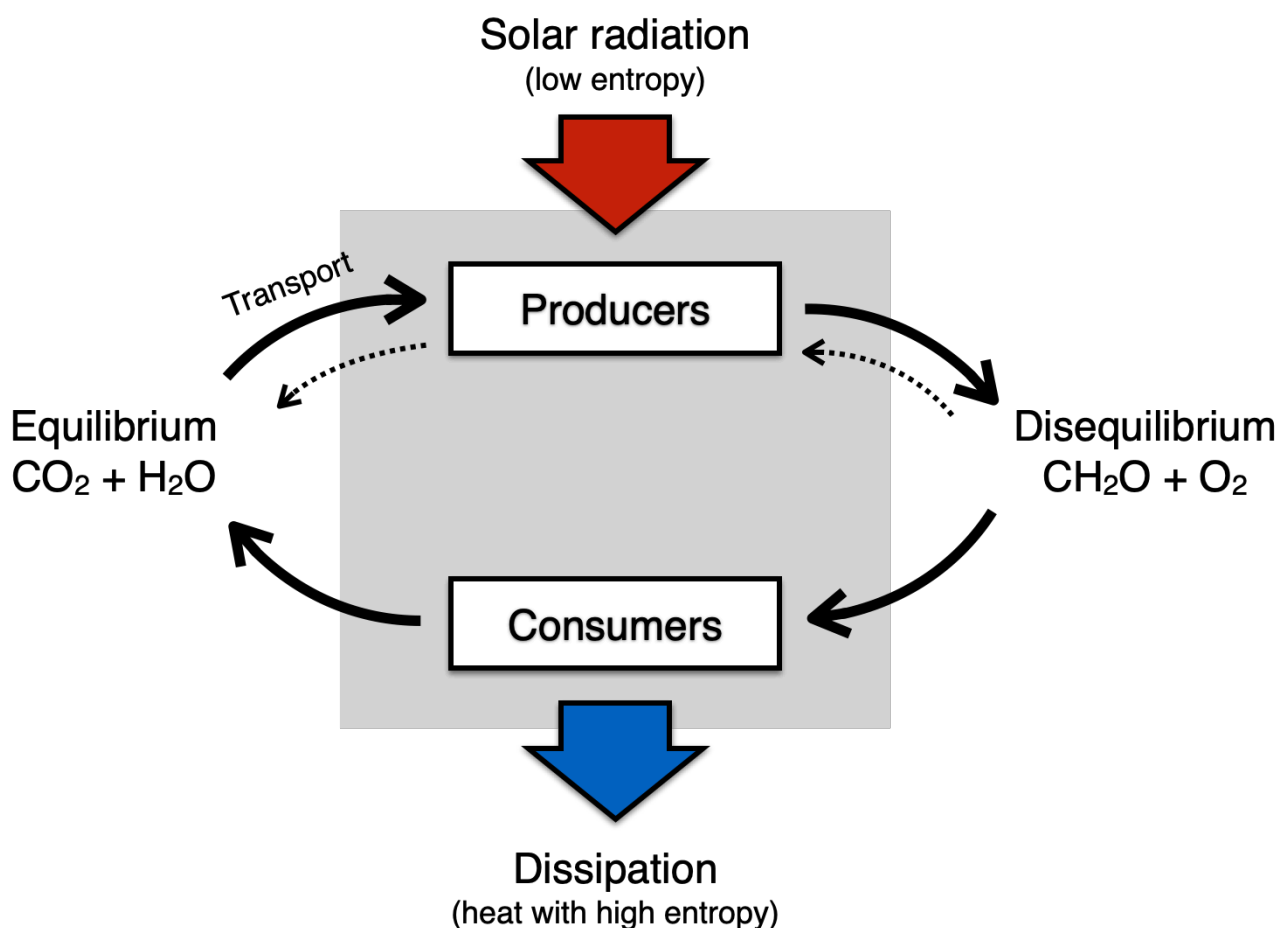 Solar radiation
(low entropy)
Transport
Producers
Equilibrium
CO₂ + H₂O
Disequilibrium
CH₂O + O₂
Consumers
Dissipation
(heat with high entropy)